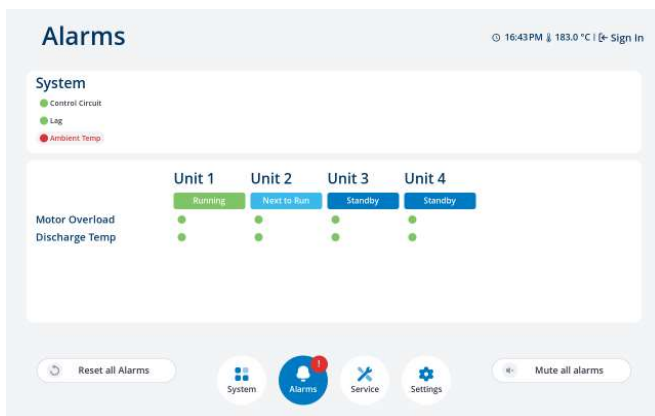 Alarms
16:43PM 183.0 °C | Sign In
System
Control Circuit
Lag
Ambient Temp
Unit 1 Unit 2 Unit 3 Unit 4
Running Next to Run Standby Standby
Motor Overload
Discharge Temp
Reset all Alarms
!
System Alarms Service Settings
Mute all alarms